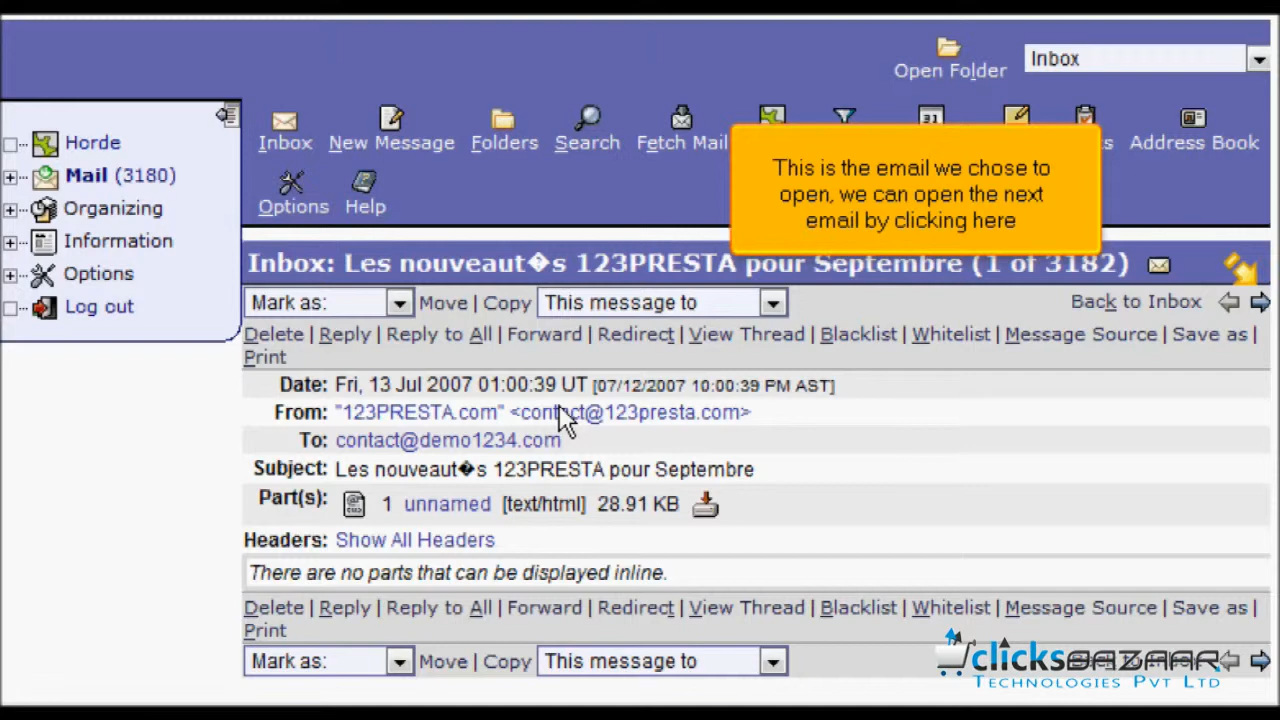 Open Folder
Inbox
Horde
Mail (3180)
Organizing
Information
Options
Log out
Inbox New Message Folders Search Fetch Mail Address Book
Options Help
This is the email we chose to
open, we can open the next
email by clicking here
Inbox: Les nouveaut�s 123PRESTA pour Septembre (1 of 3182)
Mark as: Move | Copy This message to Back to Inbox
Delete | Reply | Reply to All | Forward | Redirect | View Thread | Blacklist | Whitelist | Message Source | Save as |
Print
Date: Fri, 13 Jul 2007 01:00:39 UT [07/12/2007 10:00:39 PM AST]
From: "123PRESTA.com" <contact@123presta.com>
To: contact@demo1234.com
Subject: Les nouveaut�s 123PRESTA pour Septembre
Part(s): 1 unnamed [text/html] 28.91 KB
Headers: Show All Headers
There are no parts that can be displayed inline.
Delete | Reply | Reply to All | Forward | Redirect | View Thread | Blacklist | Whitelist | Message Source | Save as |
Print
Mark as: Move | Copy This message to
clicksBAZAAR
TECHNOLOGIES PVT LTD